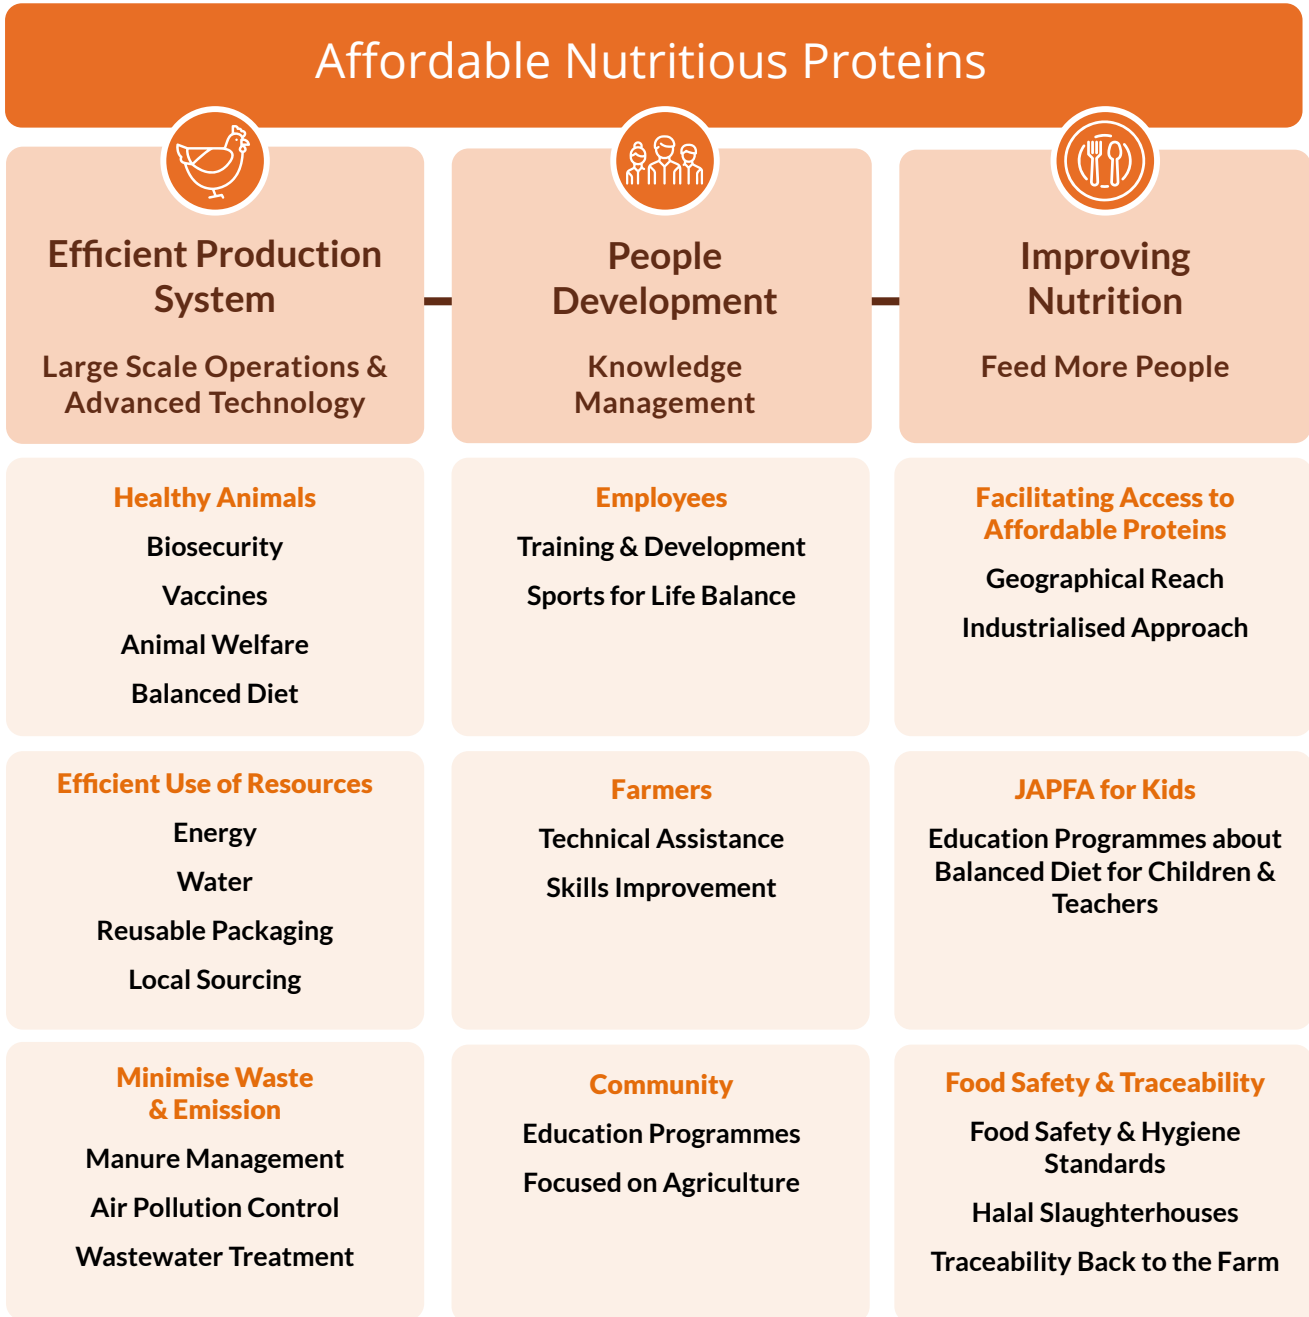 Affordable Nutritious Proteins
Efficient Production
System
Large Scale Operations &
Advanced Technology
People
Development
Knowledge
Management
Improving
Nutrition
Feed More People
Healthy Animals
Biosecurity
Vaccines
Animal Welfare
Balanced Diet
Employees
Training & Development
Sports for Life Balance
Facilitating Access to
Affordable Proteins
Geographical Reach
Industrialised Approach
Efficient Use of Resources
Energy
Water
Reusable Packaging
Local Sourcing
Farmers
Technical Assistance
Skills Improvement
JAPFA for Kids
Education Programmes about
Balanced Diet for Children &
Teachers
Minimise Waste
& Emission
Manure Management
Air Pollution Control
Wastewater Treatment
Community
Education Programmes
Focused on Agriculture
Food Safety & Traceability
Food Safety & Hygiene
Standards
Halal Slaughterhouses
Traceability Back to the Farm